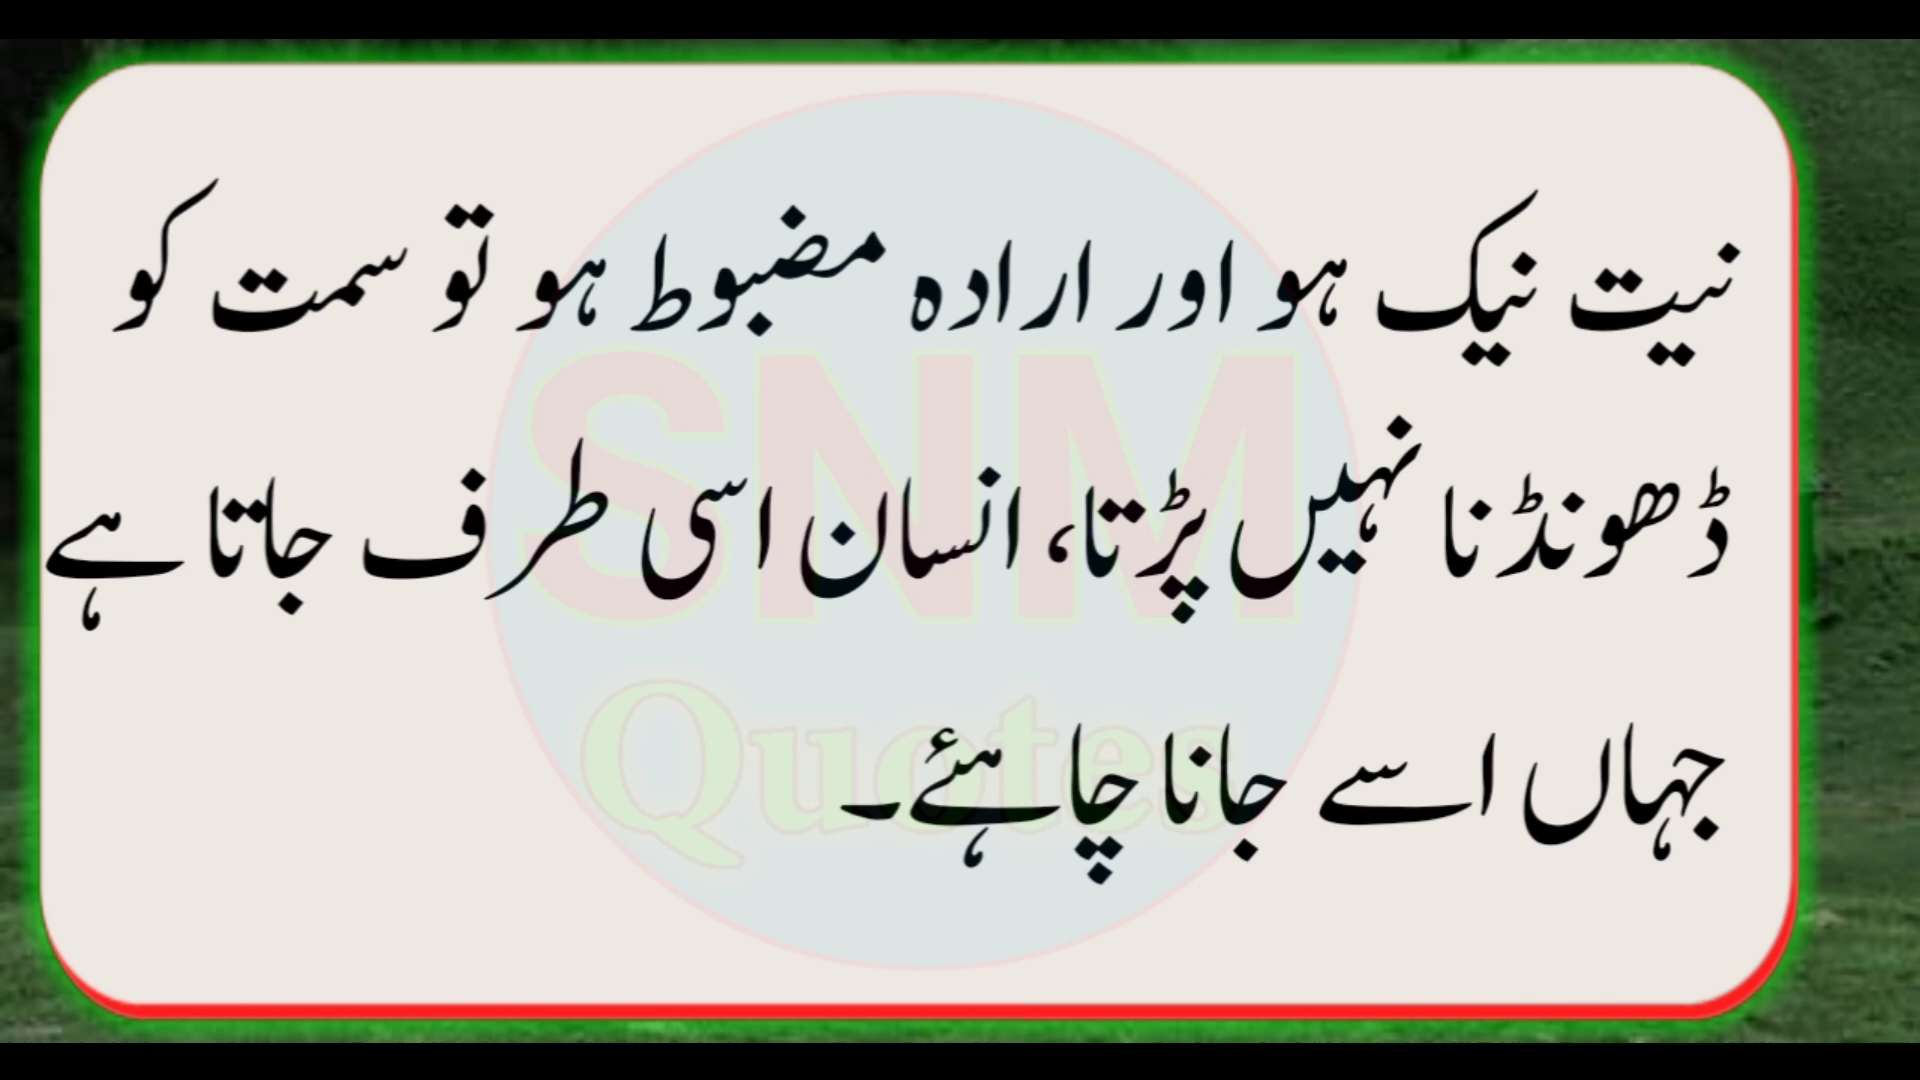 نیت نیک ہو اور ارادہ مضبوط ہو تو سمت کو
ڈھونڈنا نہیں پڑتا، انسان اسی طرف جاتا ہے
جہاں اسے جانا چاہئے۔
SNM
Quotes